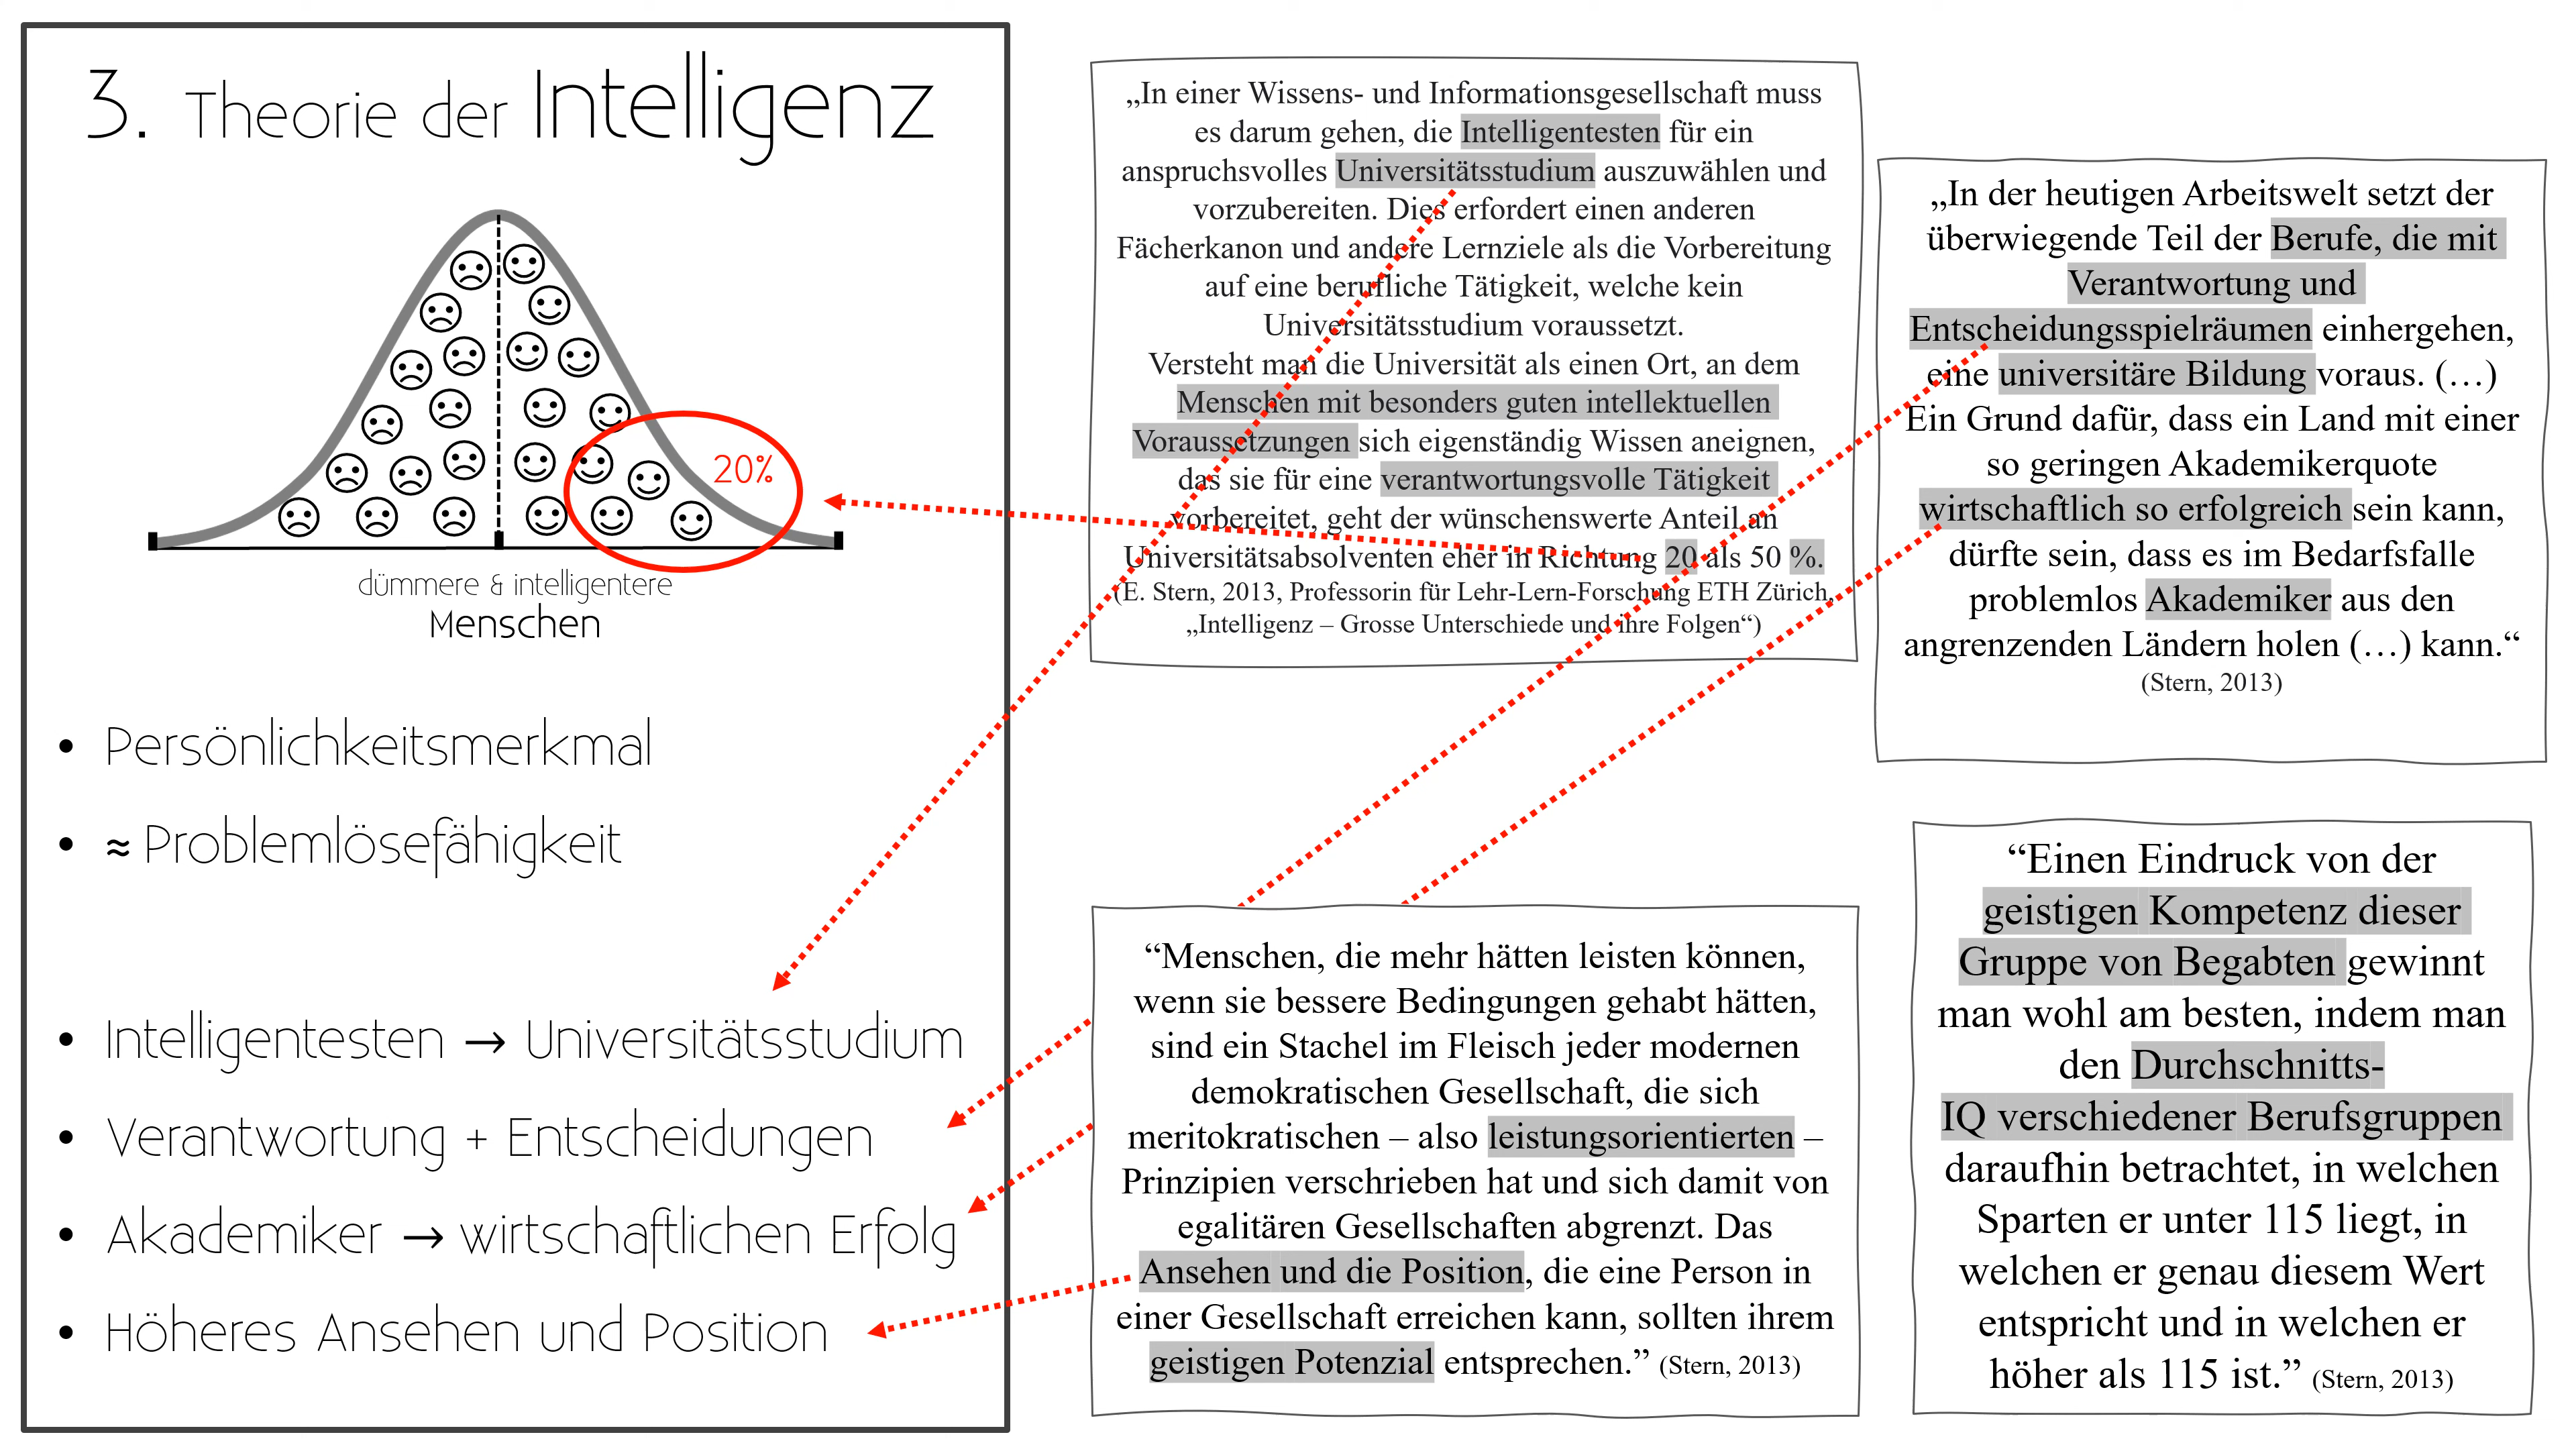 3. Theorie der Intelligenz
20%
dümmere & intelligentere
Menschen
• Persönlichkeitsmerkmal
• ≈ Problemlösefähigkeit
• Intelligentesten → Universitätsstudium
• Verantwortung + Entscheidungen
• Akademiker → wirtschaftlichen Erfolg
• Höheres Ansehen und Position
„In einer Wissens- und Informationsgesellschaft muss
es darum gehen, die Intelligentesten für ein
anspruchsvolles Universitätsstudium auszuwählen und
vorzubereiten. Dies erfordert einen anderen
Fächerkanon und andere Lernziele als die Vorbereitung
auf eine berufliche Tätigkeit, welche kein
Universitätsstudium voraussetzt.
Versteht man die Universität als einen Ort, an dem
Menschen mit besonders guten intellektuellen
Voraussetzungen sich eigenständig Wissen aneignen,
das sie für eine verantwortungsvolle Tätigkeit
vorbereitet, geht der wünschenswerte Anteil an
Universitätsabsolventen eher in Richtung 20 als 50 %.
(E. Stern, 2013, Professorin für Lehr-Lern-Forschung ETH Zürich,
„Intelligenz – Grosse Unterschiede und ihre Folgen“)
„In der heutigen Arbeitswelt setzt der
überwiegende Teil der Berufe, die mit
Verantwortung und
Entscheidungsspielräumen einhergehen,
eine universitäre Bildung voraus. (…)
Ein Grund dafür, dass ein Land mit einer
so geringen Akademikerquote
wirtschaftlich so erfolgreich sein kann,
dürfte sein, dass es im Bedarfsfalle
problemlos Akademiker aus den
angrenzenden Ländern holen (…) kann.“
(Stern, 2013)
“Menschen, die mehr hätten leisten können,
wenn sie bessere Bedingungen gehabt hätten,
sind ein Stachel im Fleisch jeder modernen
demokratischen Gesellschaft, die sich
meritokratischen – also leistungsorientierten –
Prinzipien verschrieben hat und sich damit von
egalitären Gesellschaften abgrenzt. Das
Ansehen und die Position, die eine Person in
einer Gesellschaft erreichen kann, sollten ihrem
geistigen Potenzial entsprechen.” (Stern, 2013)
“Einen Eindruck von der
geistigen Kompetenz dieser
Gruppe von Begabten gewinnt
man wohl am besten, indem man
den Durchschnitts-
IQ verschiedener Berufsgruppen
daraufhin betrachtet, in welchen
Sparten er unter 115 liegt, in
welchen er genau diesem Wert
entspricht und in welchen er
höher als 115 ist.” (Stern, 2013)